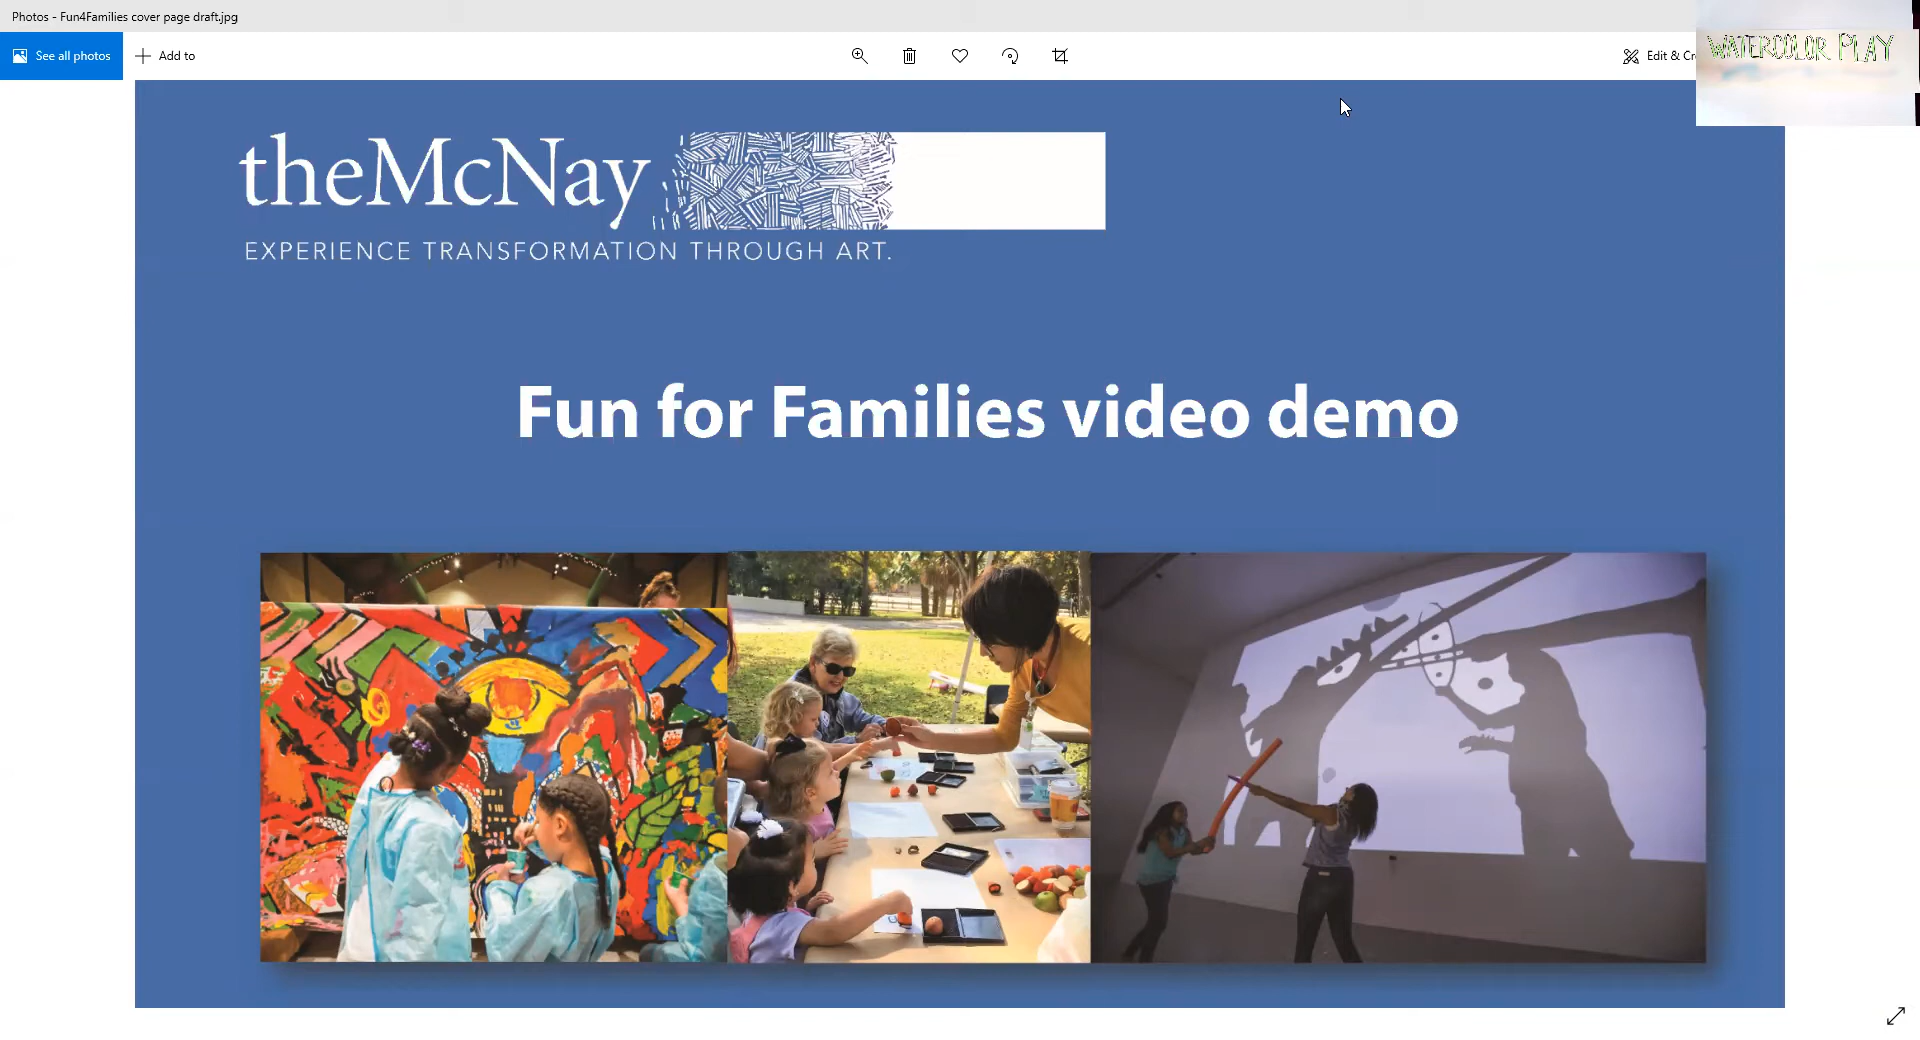 Photos - Fun4Families cover page draft.jpg
See all photos
Add to
Edit & Cr
WATERCOLOR PLAY
theMcNay
EXPERIENCE TRANSFORMATION THROUGH ART.
Fun for Families video demo